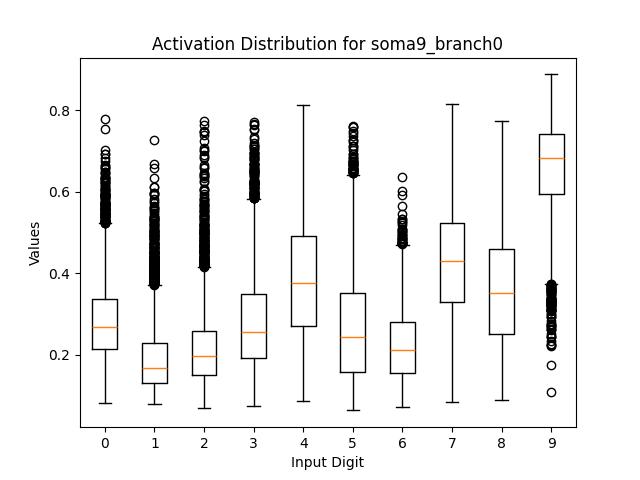 Activation Distribution for soma9_branch0
0.8
0.6
0.4
0.2
Values
0 1 2 3 4 5 6 7 8 9
Input Digit